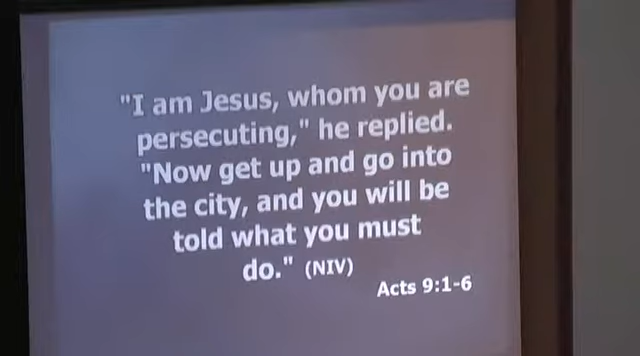 "I am Jesus, whom you are
persecuting," he replied.
"Now get up and go into
the city, and you will be
told what you must
do." (NIV)
Acts 9:1-6